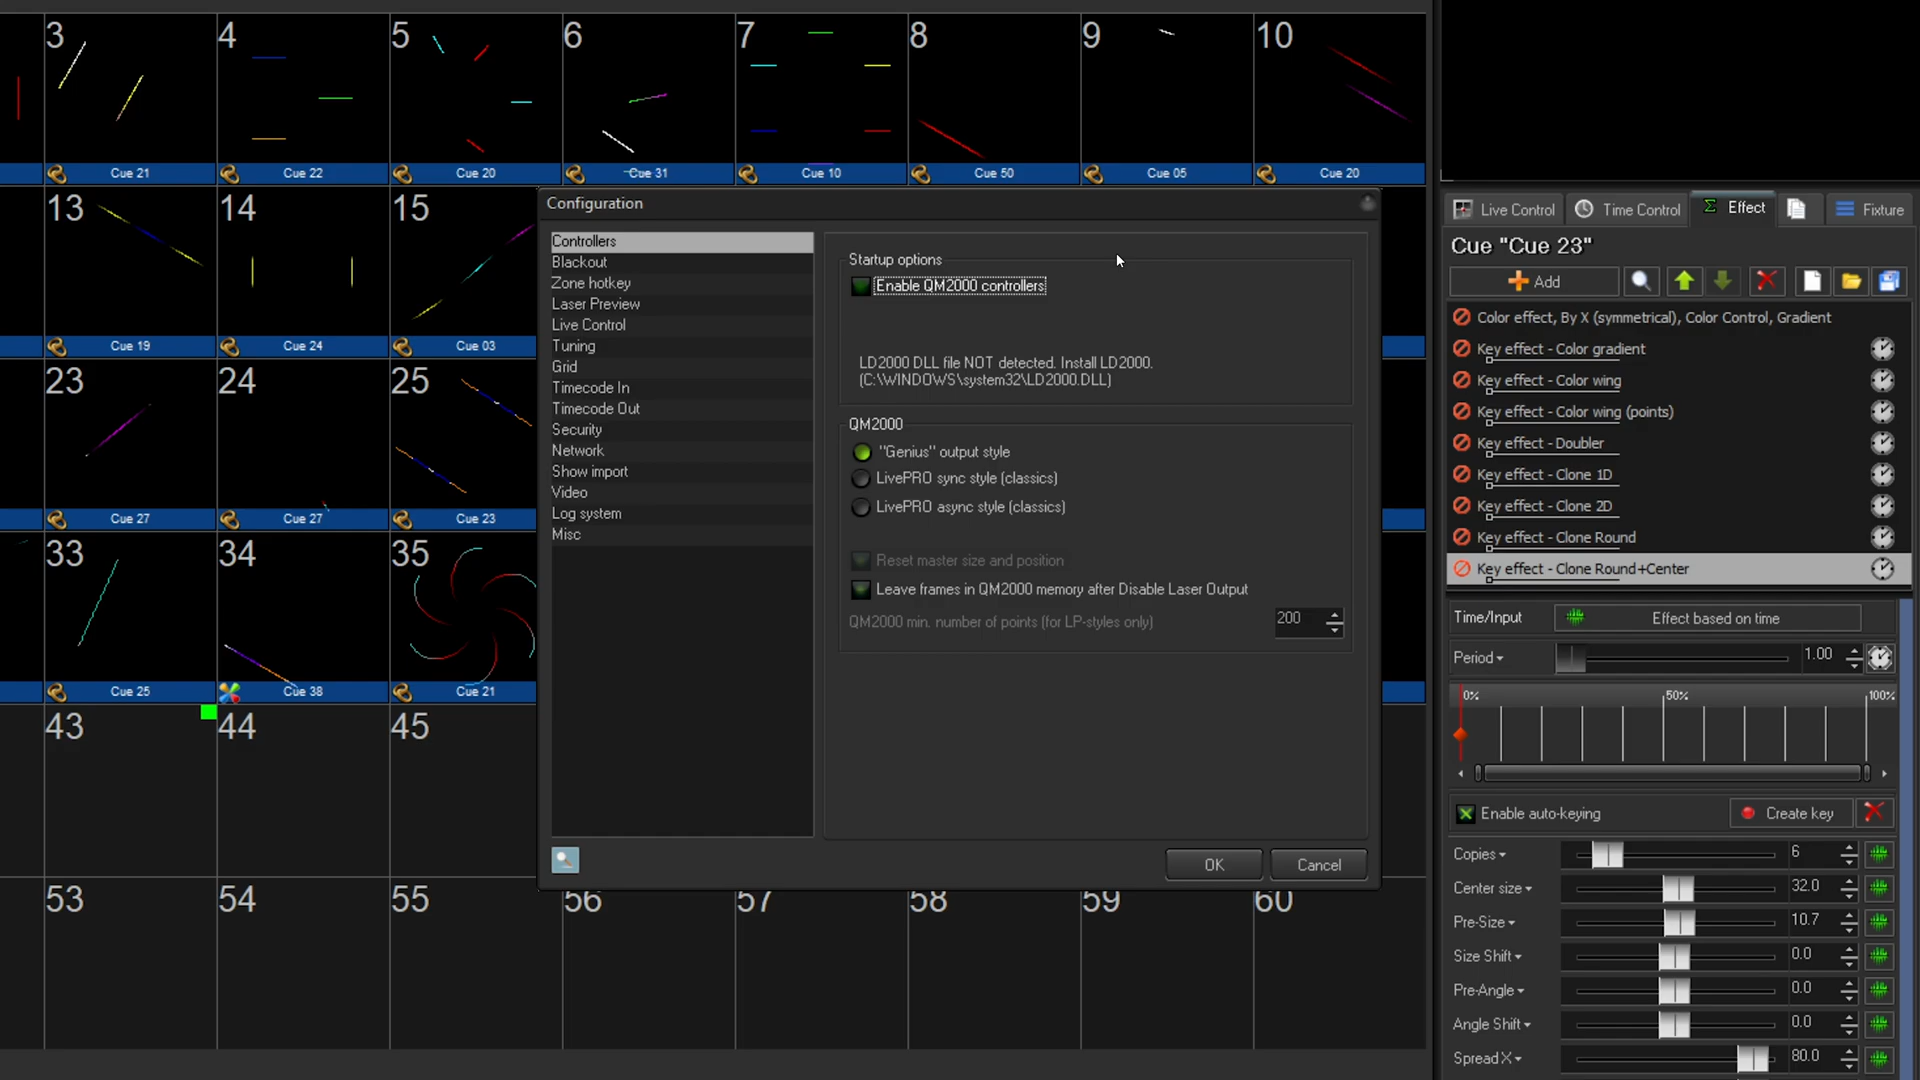 3 4 5 6 7 8 9 10
Cue 21 Cue 22 Cue 20 Cue 31 Cue 10 Cue 50 Cue 05 Cue 20
13 14 15
Cue 19 Cue 24 Cue 03
23 24 25
Cue 27 Cue 27 Cue 23
33 34 35
Cue 25 Cue 38 Cue 21
43 44 45
53 54 55 56 57 58 59 60
Configuration
Controllers
Blackout
Zone hotkey
Laser Preview
Live Control
Tuning
Grid
Timecode In
Timecode Out
Security
Network
Show import
Video
Log system
Misc
Startup options
Enable QM2000 controllers
LD2000 DLL file NOT detected. Install LD2000.
(C:\WINDOWS\system32\LD2000.DLL)
QM2000
"Genius" output style
LivePRO sync style (classics)
LivePRO async style (classics)
Reset master size and position
Leave frames in QM2000 memory after Disable Laser Output
QM2000 min. number of points (for LP-styles only) 200
OK Cancel
Live Control Time Control Effect Fixture
Cue "Cue 23"
Add
Color effect, By X (symmetrical), Color Control, Gradient
Key effect - Color gradient
Key effect - Color wing
Key effect - Color wing (points)
Key effect - Doubler
Key effect - Clone 1D
Key effect - Clone 2D
Key effect - Clone Round
Key effect - Clone Round+Center
Time/Input Effect based on time
Period 1.00
0% 50% 100%
Enable auto-keying Create key
Copies 6
Center size 32.0
Pre-Size 10.7
Size Shift 0.0
Pre-Angle 0.0
Angle Shift 0.0
Spread X 80.0